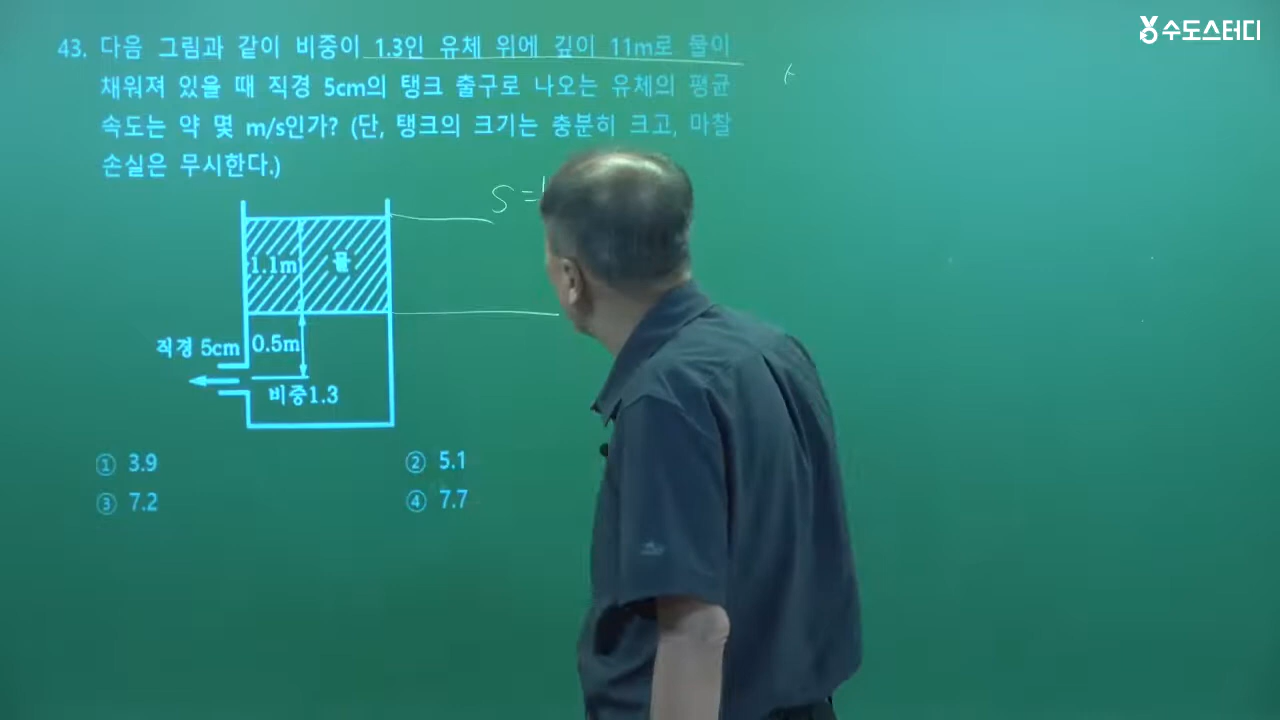 수도스터디
43. 다음 그림과 같이 비중이 1.3인 유체 위에 깊이 11m로 물이
채워져 있을 때 직경 5cm의 탱크 출구로 나오는 유체의 평균
속도는 약 몇 m/s인가? (단, 탱크의 크기는 충분히 크고, 마찰
손실은 무시한다.)
S=
1.1m 물
직경 5cm 0.5m
비중1.3
① 3.9 ② 5.1
③ 7.2 ④ 7.7